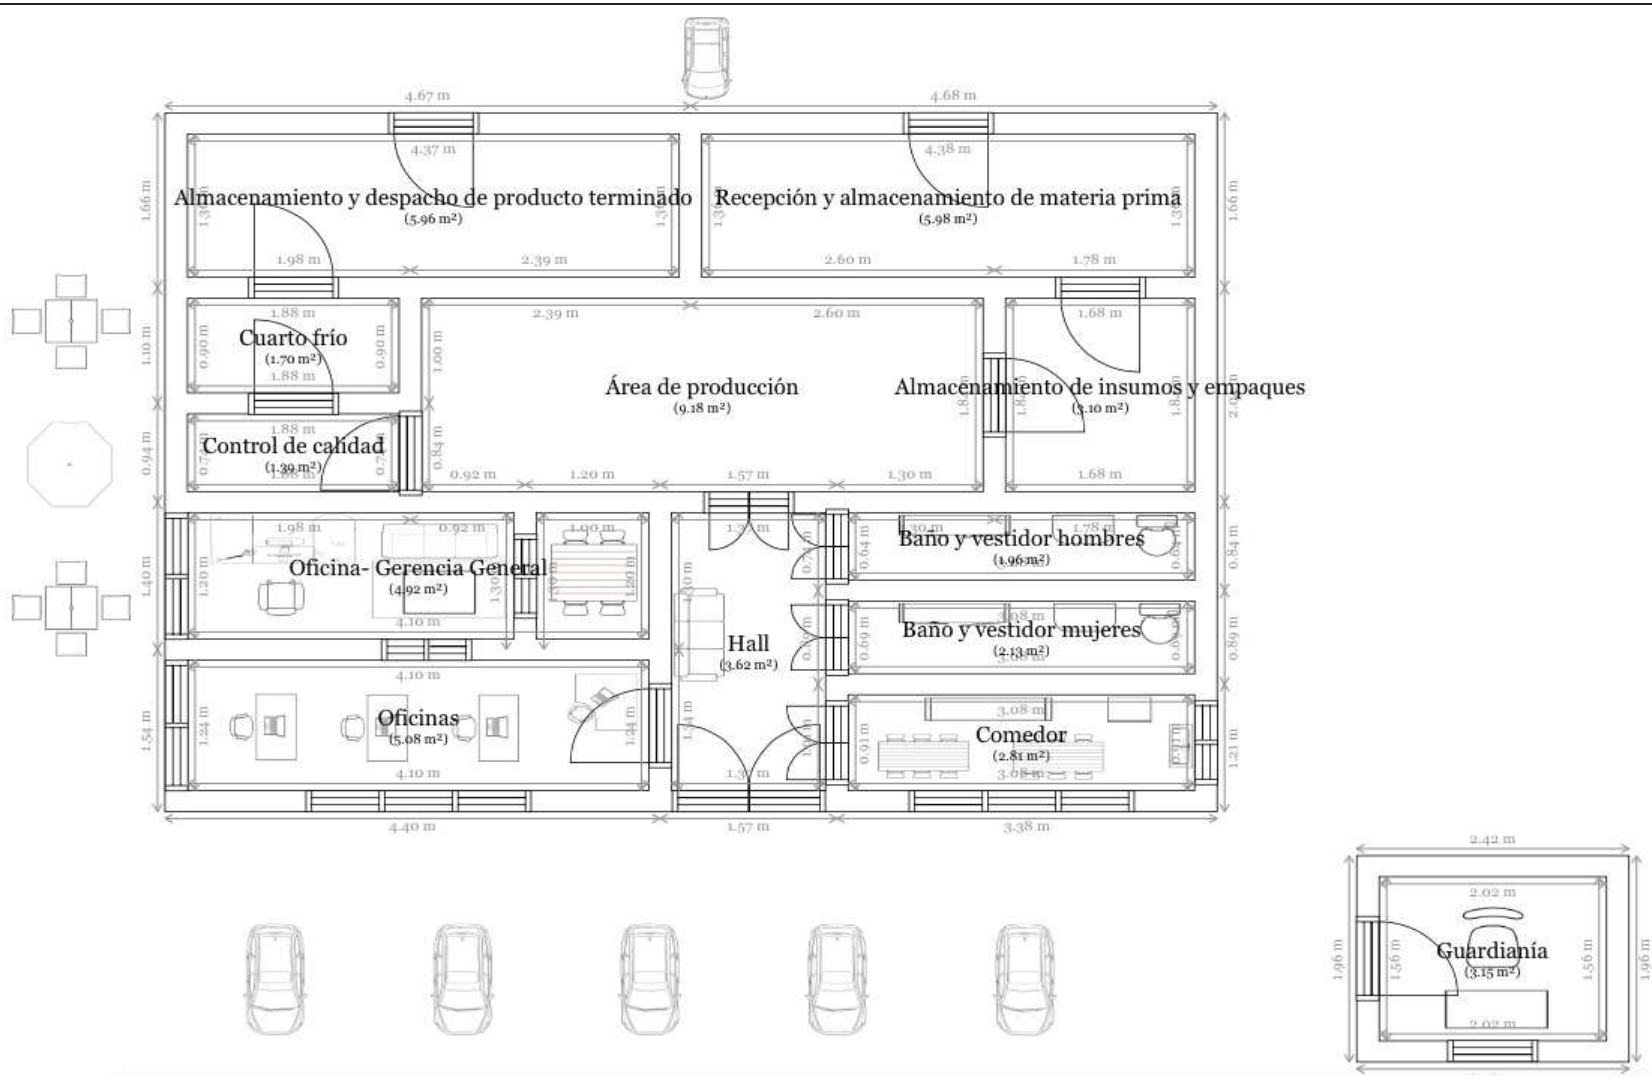 4.67 m
4.68 m
4.37 m
4.38 m
1.66 m
1.66 m
Almacenamiento y despacho de producto terminado
(5.96 m²)
Recepción y almacenamiento de materia prima
(5.98 m²)
1.98 m
2.39 m
2.60 m
1.78 m
1.88 m
2.39 m
2.60 m
1.68 m
1.10 m
0.90 m
Cuarto frío
(1.70 m²)
0.90 m
1.00 m
1.88 m
Área de producción
(9.18 m²)
Almacenamiento de insumos y empaques
(3.10 m²)
0.94 m
1.88 m
Control de calidad
(1.39 m²)
0.84 m
0.92 m
1.20 m
1.57 m
1.30 m
1.68 m
1.98 m
0.92 m
1.00 m
1.78 m
1.40 m
1.20 m
Oficina- Gerencia General
(4.92 m²)
1.30
1.20 m
1.30 m
0.64 m
Baño y vestidor hombres
(1.96 m²)
0.64 m
0.84 m
4.10 m
3.08 m
Hall
(3.62 m²)
0.69 m
Baño y vestidor mujeres
(2.13 m²)
0.89 m
4.10 m
1.54 m
1.24 m
Oficinas
(5.08 m²)
1.24 m
3.08 m
0.91 m
Comedor
(2.81 m²)
1.21 m
4.10 m
4.40 m
1.57 m
3.38 m
2.42 m
2.02 m
1.96 m
1.56 m
Guardianía
(3.15 m²)
1.56 m
1.96 m
2.02 m